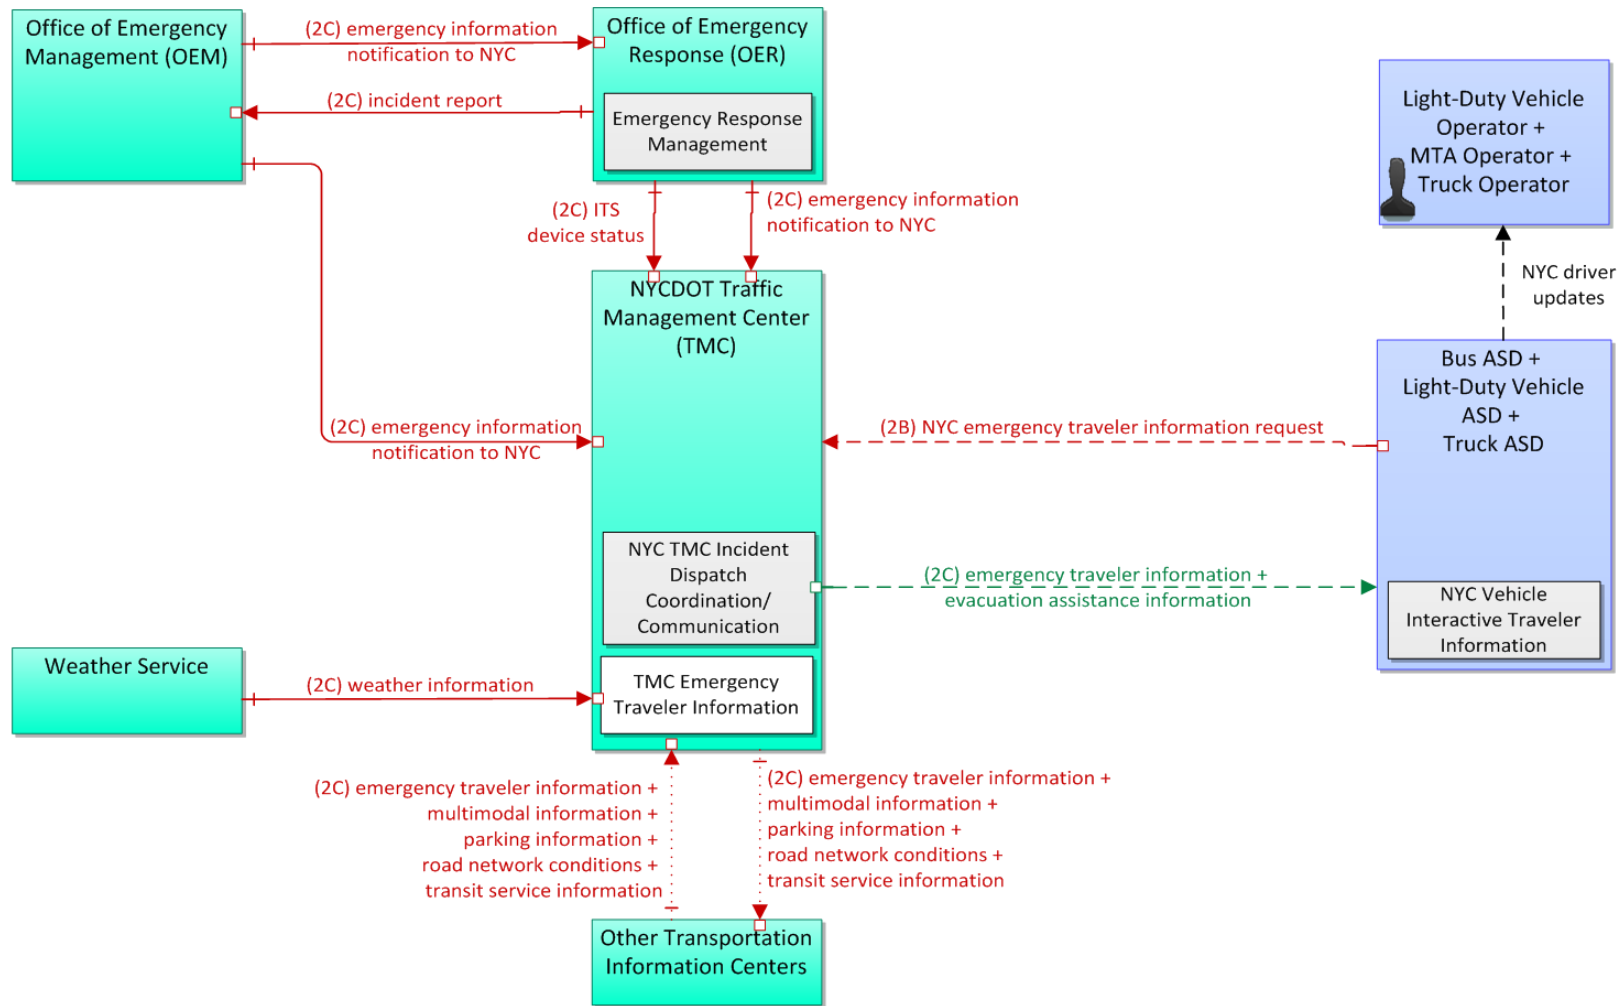 Office of Emergency
Management (OEM)
(2C) emergency information
notification to NYC
(2C) incident report
Office of Emergency
Response (OER)
Emergency Response
Management
Light-Duty Vehicle
Operator +
MTA Operator +
Truck Operator
(2C) ITS
device status
(2C) emergency information
notification to NYC
NYC driver
updates
NYCDOT Traffic
Management Center
(TMC)
Bus ASD +
Light-Duty Vehicle
ASD +
Truck ASD
(2C) emergency information
notification to NYC
(2B) NYC emergency traveler information request
NYC TMC Incident
Dispatch
Coordination/
Communication
(2C) emergency traveler information +
evacuation assistance information
NYC Vehicle
Interactive Traveler
Information
Weather Service
(2C) weather information
TMC Emergency
Traveler Information
(2C) emergency traveler information +
multimodal information +
parking information +
road network conditions +
transit service information
(2C) emergency traveler information +
multimodal information +
parking information +
road network conditions +
transit service information
Other Transportation
Information Centers